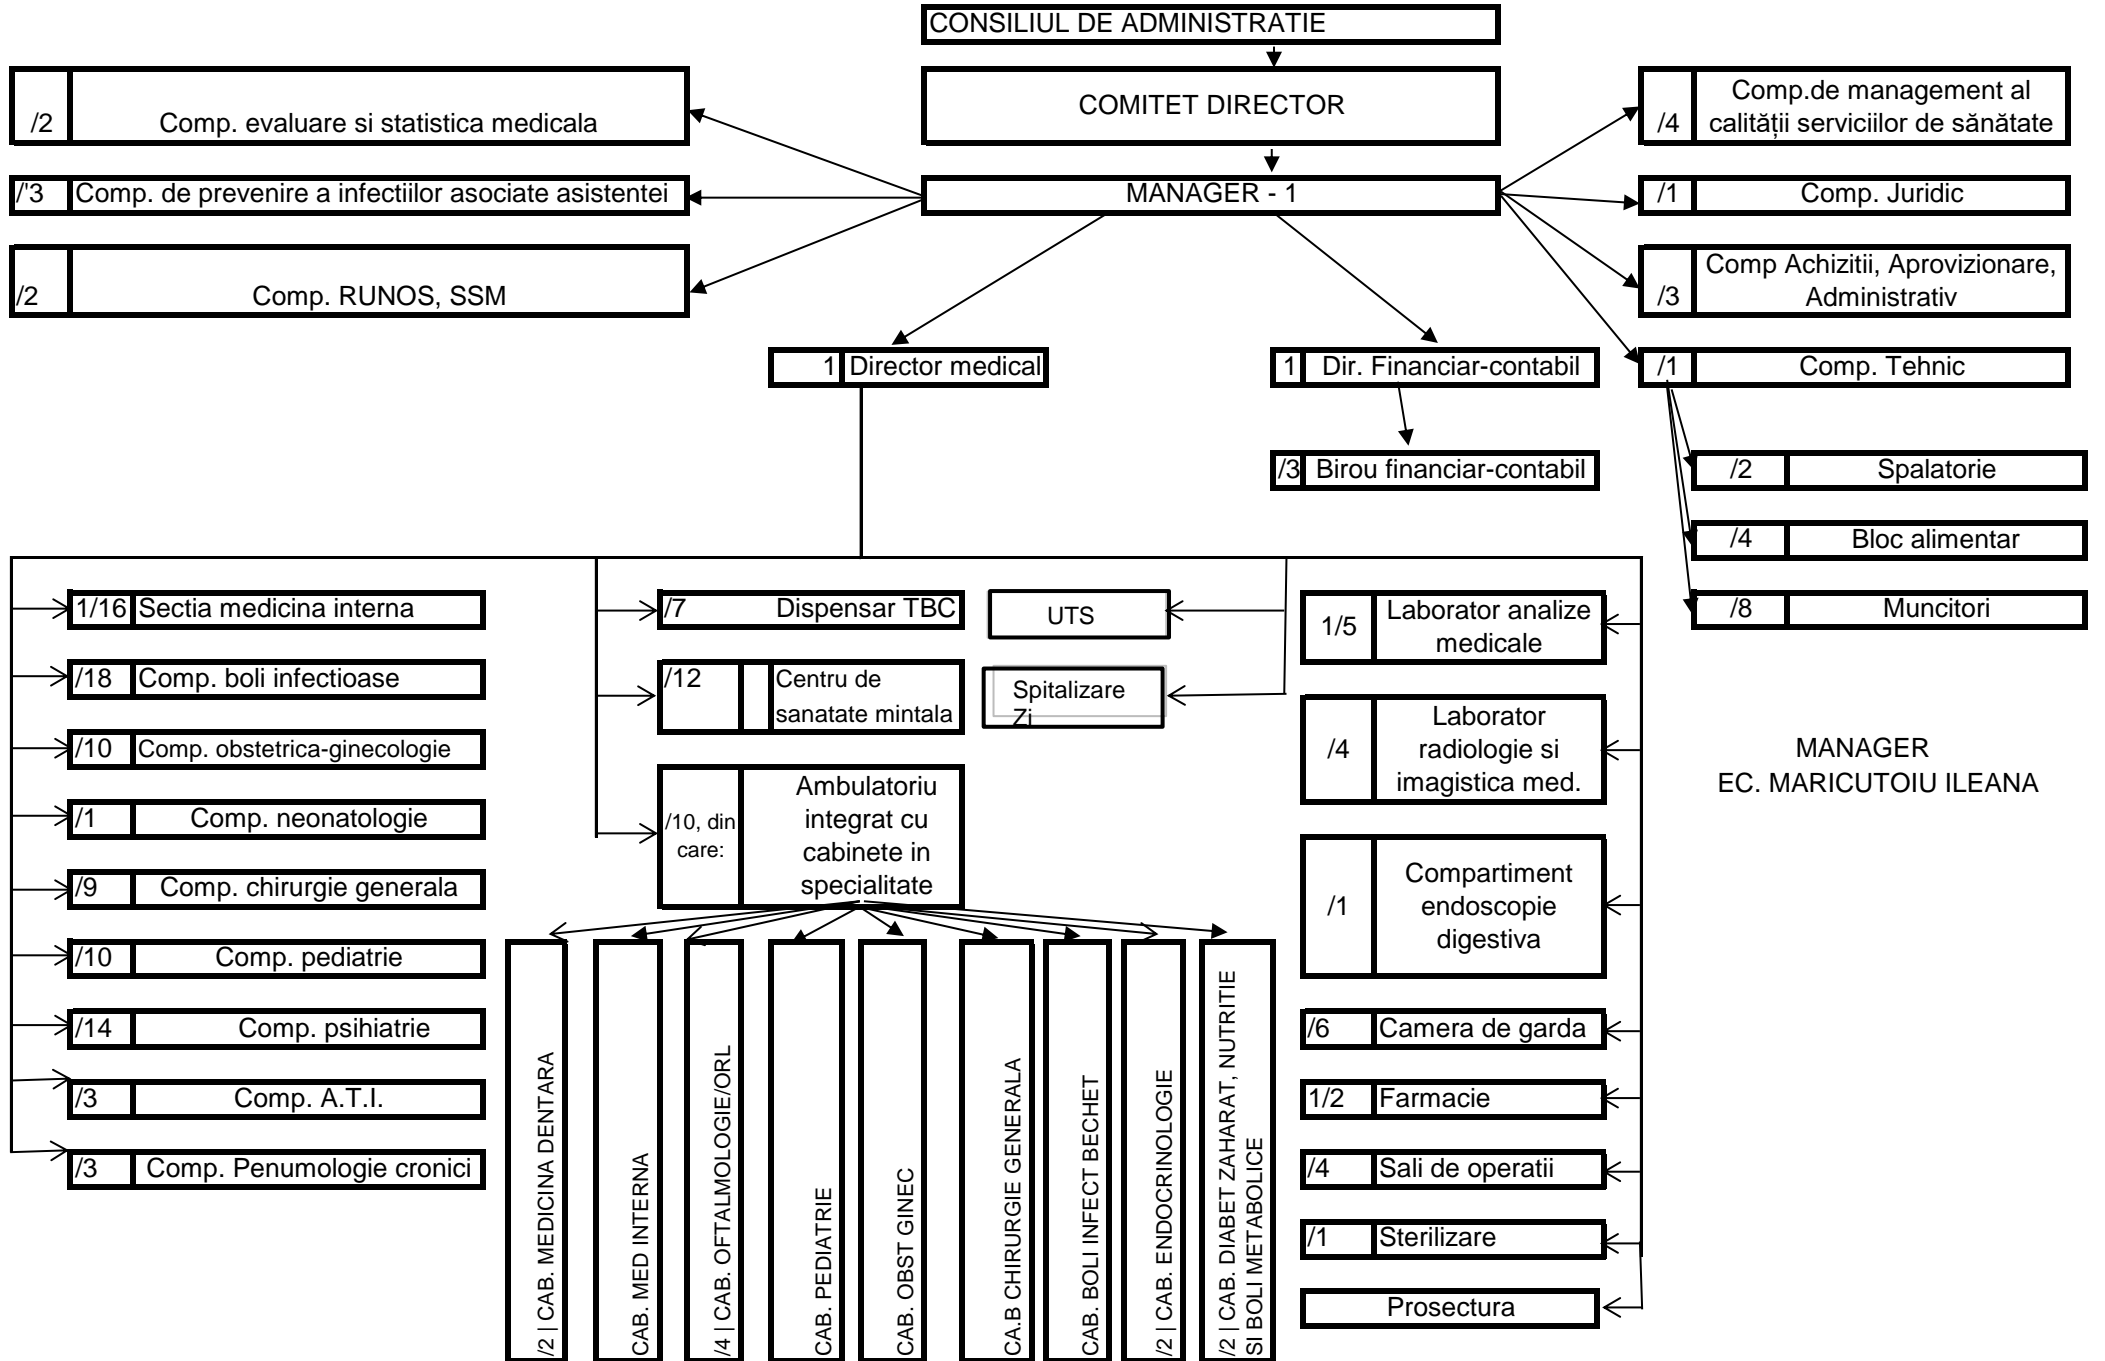 CONSILIUL DE ADMINISTRATIE
COMITET DIRECTOR
MANAGER - 1
/2 Comp. evaluare si statistica medicala
/'3 Comp. de prevenire a infectiilor asociate asistentei
/2 Comp. RUNOS, SSM
/4 Comp.de management al
calității serviciilor de sănătate
/1 Comp. Juridic
/3 Comp Achizitii, Aprovizionare,
Administrativ
/1 Comp. Tehnic
1 Director medical
1 Dir. Financiar-contabil
/3 Birou financiar-contabil
/2 Spalatorie
/4 Bloc alimentar
/8 Muncitori
1/16 Sectia medicina interna
/18 Comp. boli infectioase
/10 Comp. obstetrica-ginecologie
/1 Comp. neonatologie
/9 Comp. chirurgie generala
/10 Comp. pediatrie
/14 Comp. psihiatrie
/3 Comp. A.T.I.
/3 Comp. Penumologie cronici
/7 Dispensar TBC
/12 Centru de
sanatate mintala
/10, din
care:
Ambulatoriu
integrat cu
cabinete in
specialitate
UTS
Spitalizare
Zi
/2 | CAB. MEDICINA DENTARA
CAB. MED INTERNA
/4 | CAB. OFTALMOLOGIE/ORL
CAB. PEDIATRIE
CAB. OBST GINEC
CA.B CHIRURGIE GENERALA
CAB. BOLI INFECT BECHET
/2 | CAB. ENDOCRINOLOGIE
/2 | CAB. DIABET ZAHARAT, NUTRITIE
SI BOLI METABOLICE
1/5 Laborator analize
medicale
/4 Laborator
radiologie si
imagistica med.
/1 Compartiment
endoscopie
digestiva
/6 Camera de garda
1/2 Farmacie
/4 Sali de operatii
/1 Sterilizare
Prosectura
MANAGER
EC. MARICUTOIU ILEANA